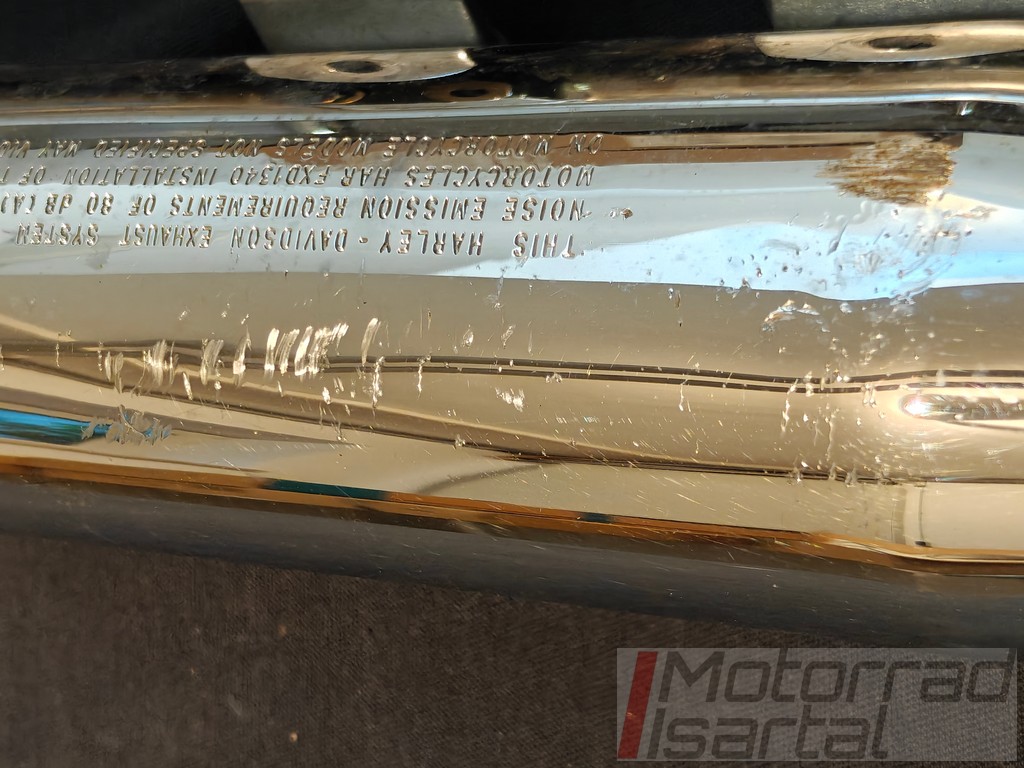 THIS HARLEY - DAVIDSON EXHAUST SYSTEM
NOISE EMISSION REQUIREMENTS OF 80 dB (A)
MOTORCYCLES HAR FXD1340 INSTALLATION OF
ON MOTORCYCLE MODELS NOT SPECIFIED MAY
Motorrad
Isartal